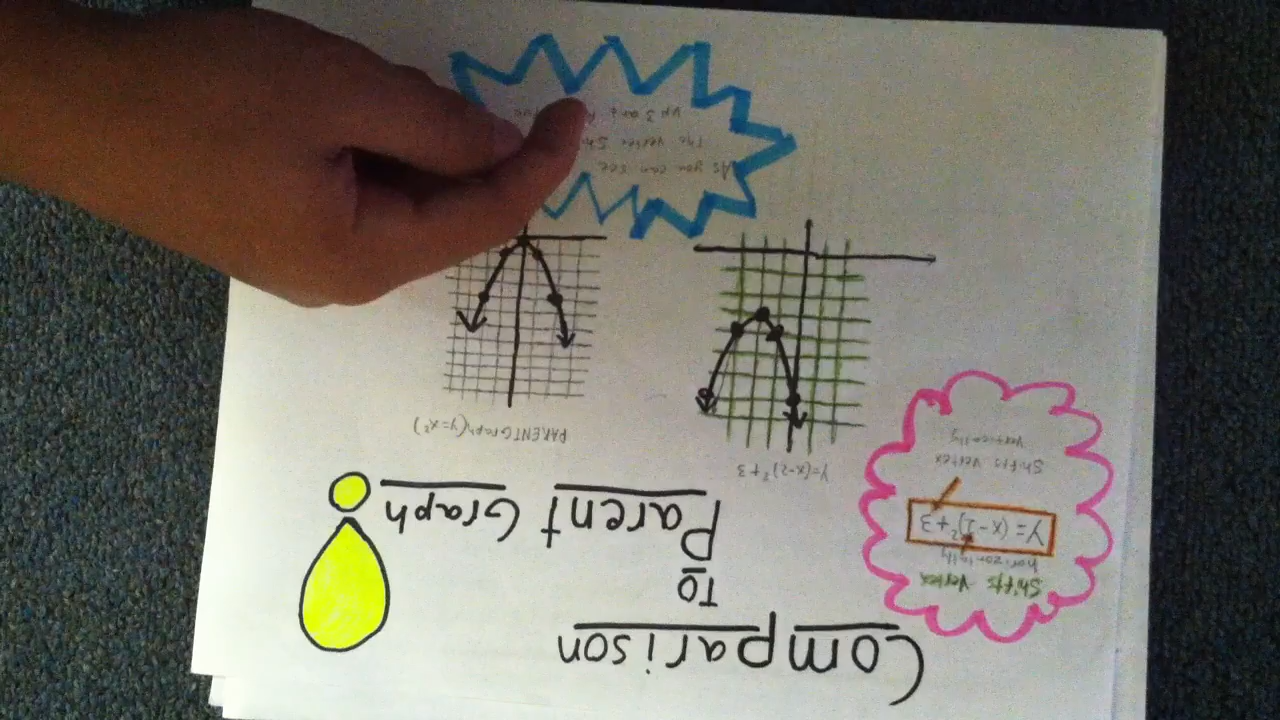 Comparison
To
Parent Graph
Shifts Vertex
horizontally
y=(x-2)²+3
Shifts vertex
vertically
y=(x-2)²+3
PARENT Graph(y=x²)
As you can see
The vertex
up 3 and